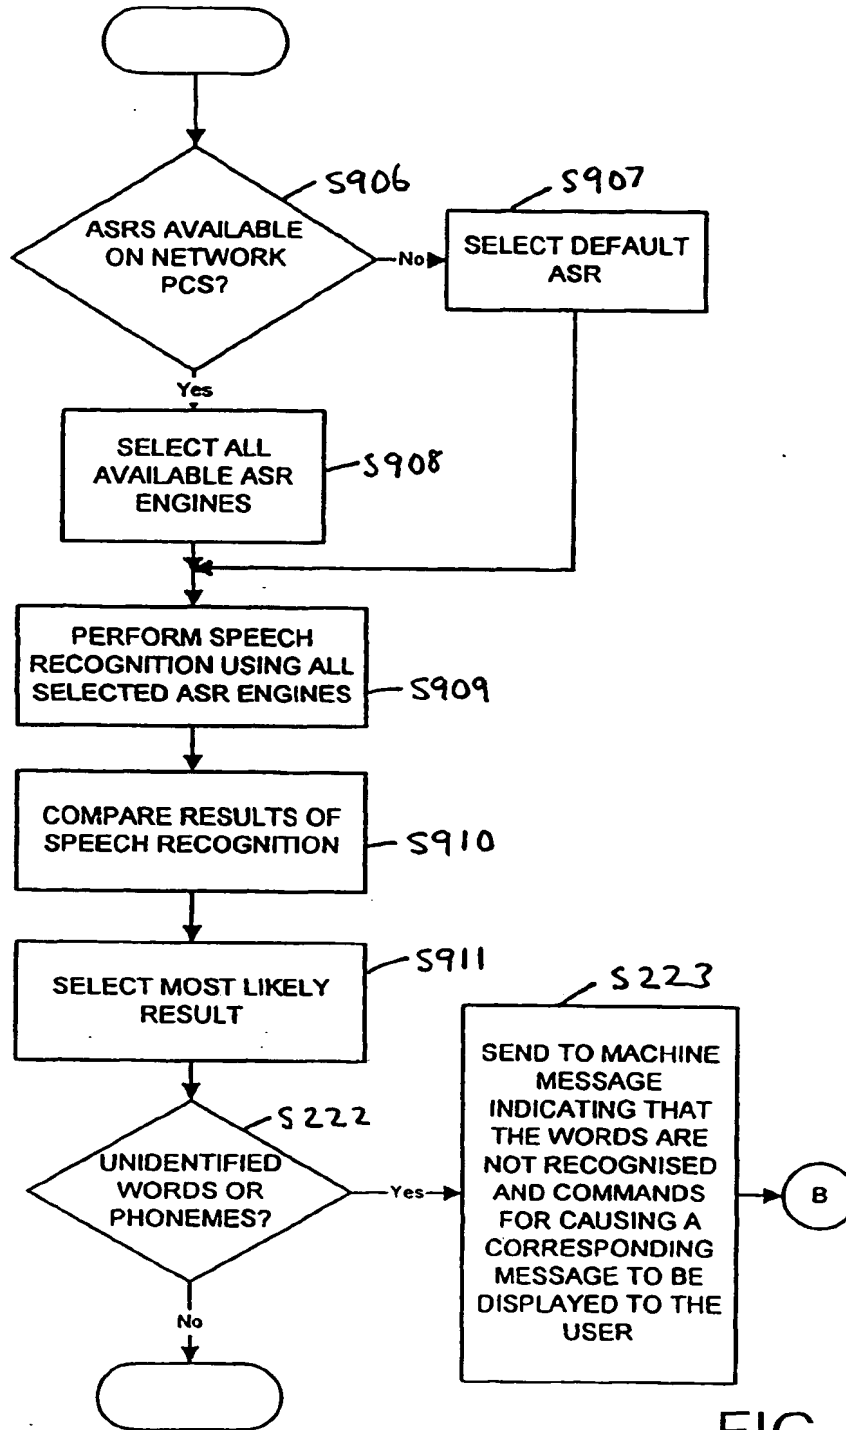 S906
ASRS AVAILABLE
ON NETWORK
PCS?
No
S907
SELECT DEFAULT
ASR
Yes
SELECT ALL
AVAILABLE ASR
ENGINES
S908
PERFORM SPEECH
RECOGNITION USING ALL
SELECTED ASR ENGINES
S909
COMPARE RESULTS OF
SPEECH RECOGNITION
S910
SELECT MOST LIKELY
RESULT
S911
S222
UNIDENTIFIED
WORDS OR
PHONEMES?
Yes
S223
SEND TO MACHINE
MESSAGE
INDICATING THAT
THE WORDS ARE
NOT RECOGNISED
AND COMMANDS
FOR CAUSING A
CORRESPONDING
MESSAGE TO BE
DISPLAYED TO THE
USER
B
No
FIG